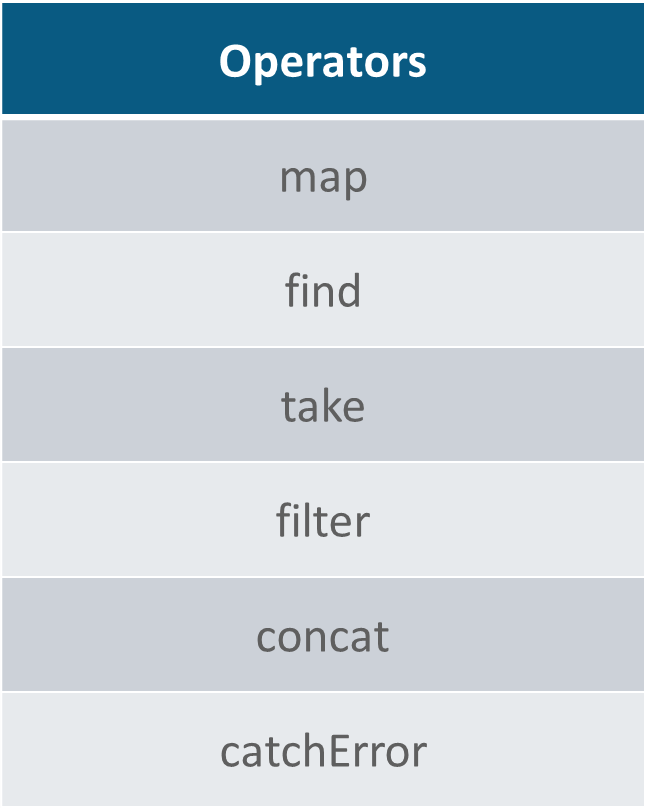 Operators
map
find
take
filter
concat
catchError